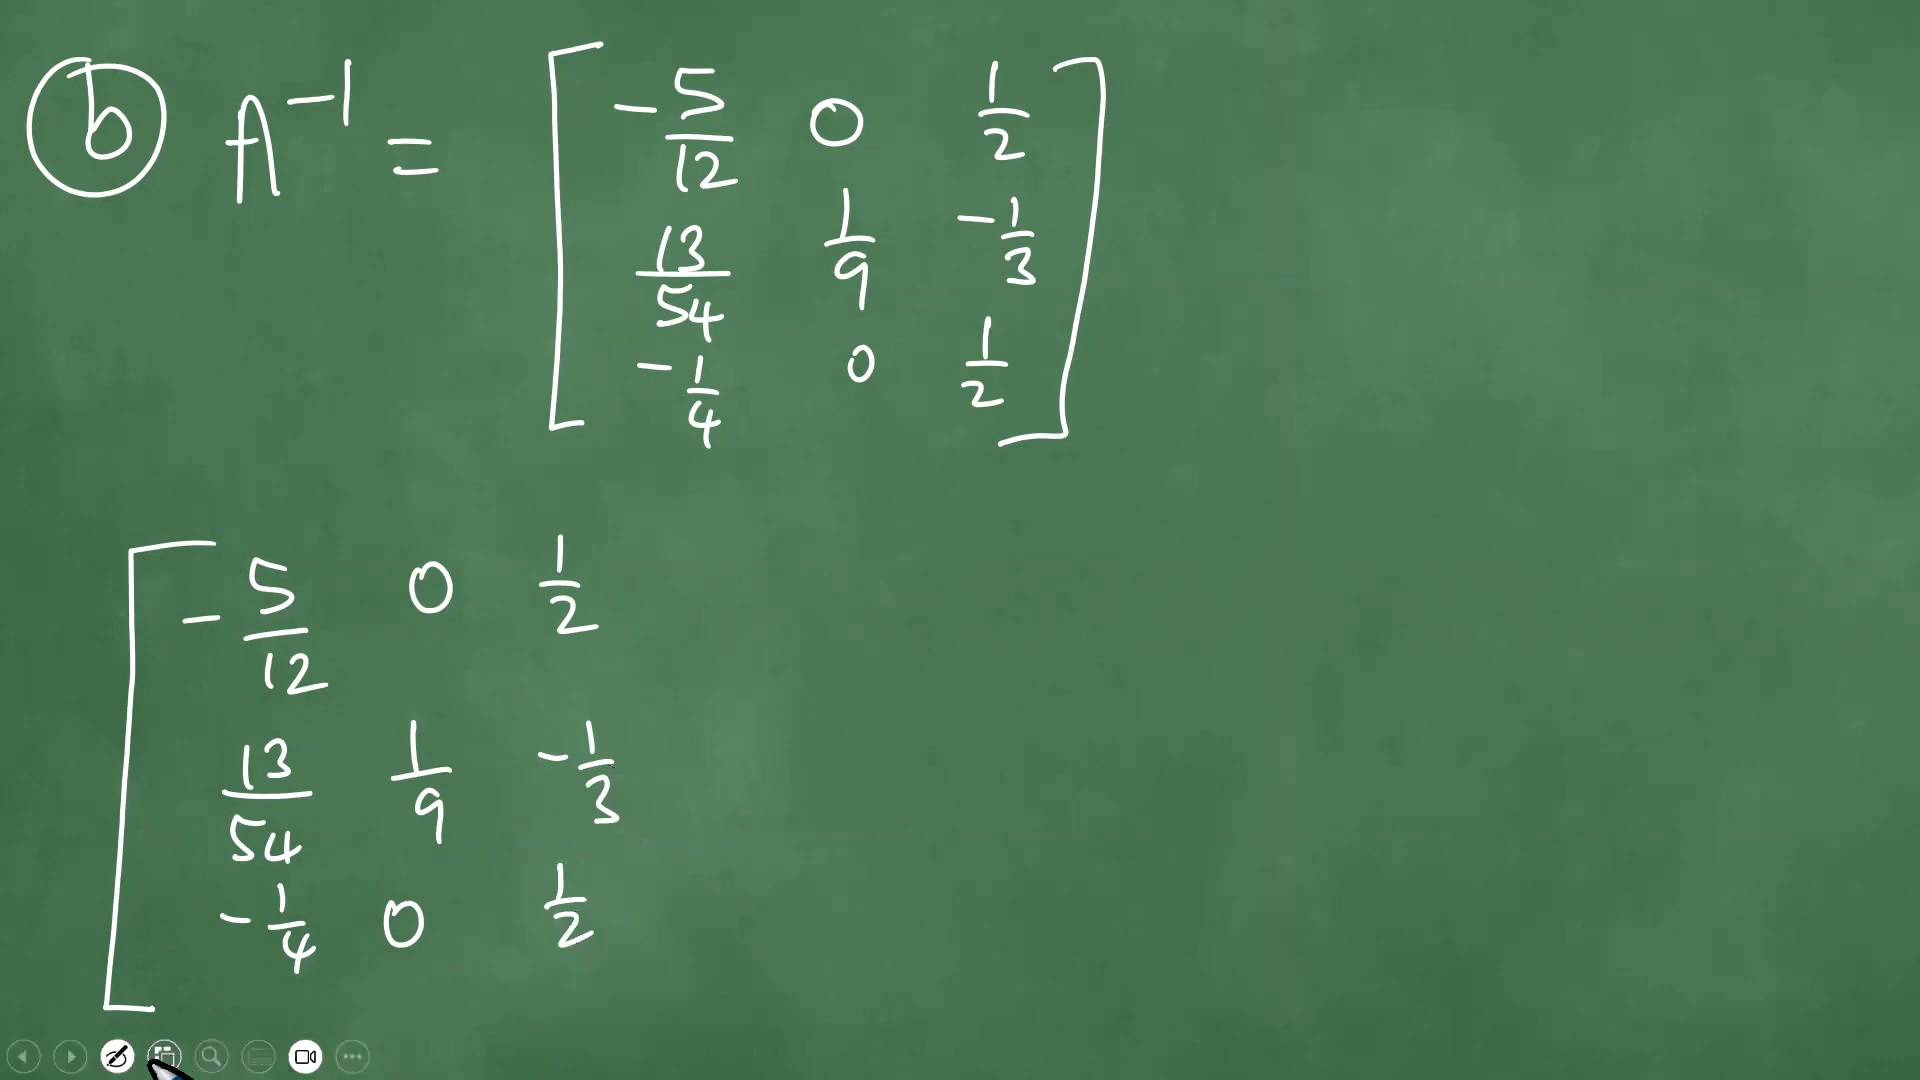 b A⁻¹ = [ -5/12 0 1/2
13/54 1/9 -1/3
-1/4 0 1/2 ]
[ -5/12 0 1/2
13/54 1/9 -1/3
-1/4 0 1/2